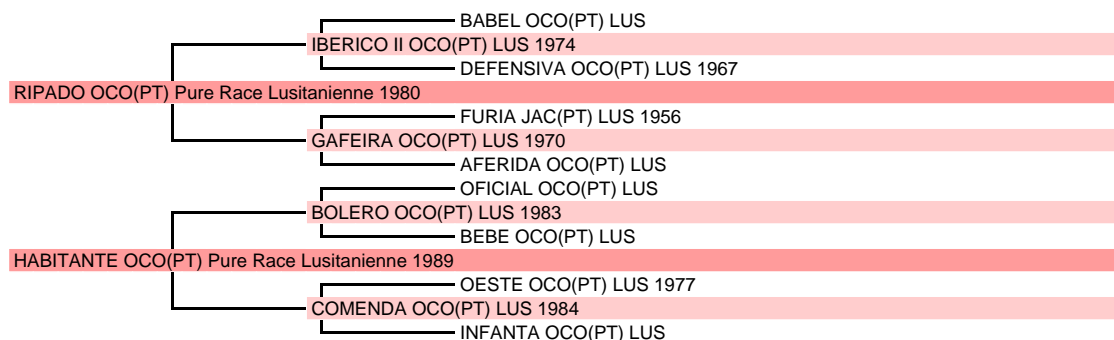 BABEL OCO(PT) LUS
IBERICO II OCO(PT) LUS 1974
DEFENSIVA OCO(PT) LUS 1967
RIPADO OCO(PT) Pure Race Lusitanienne 1980
FURIA JAC(PT) LUS 1956
GAFEIRA OCO(PT) LUS 1970
AFERIDA OCO(PT) LUS
OFICIAL OCO(PT) LUS
BOLERO OCO(PT) LUS 1983
BEBE OCO(PT) LUS
HABITANTE OCO(PT) Pure Race Lusitanienne 1989
OESTE OCO(PT) LUS 1977
COMENDA OCO(PT) LUS 1984
INFANTA OCO(PT) LUS